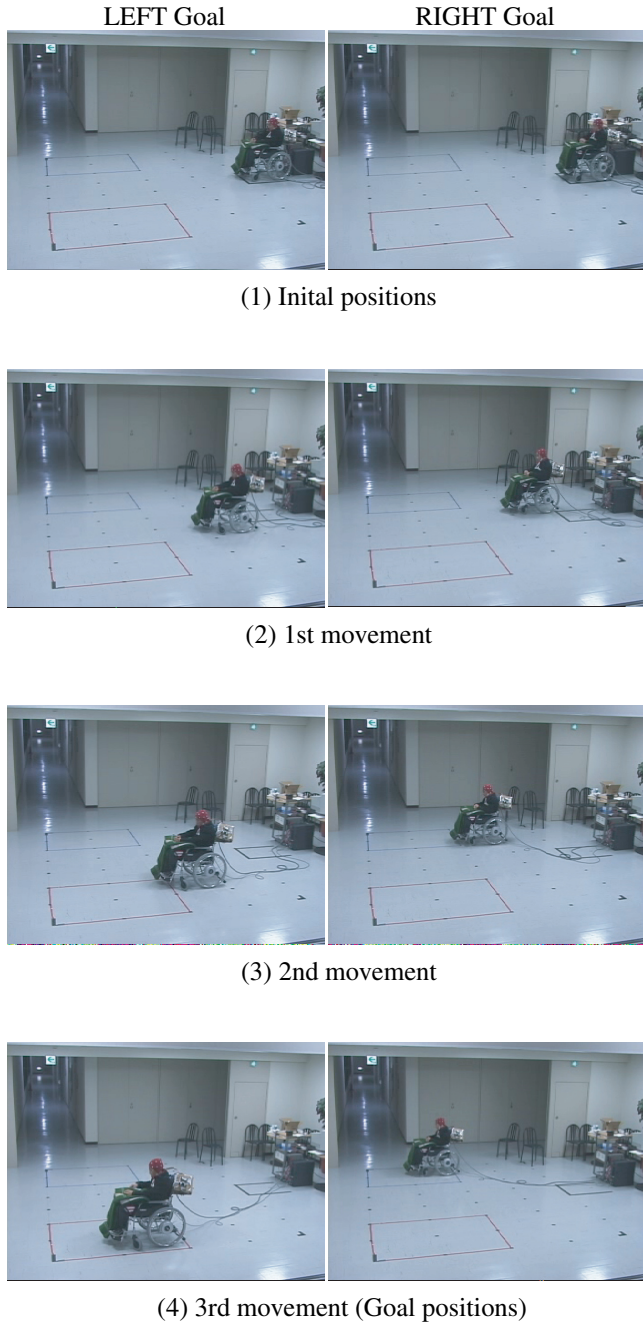 LEFT Goal
RIGHT Goal
(1) Inital positions
(2) 1st movement
(3) 2nd movement
(4) 3rd movement (Goal positions)